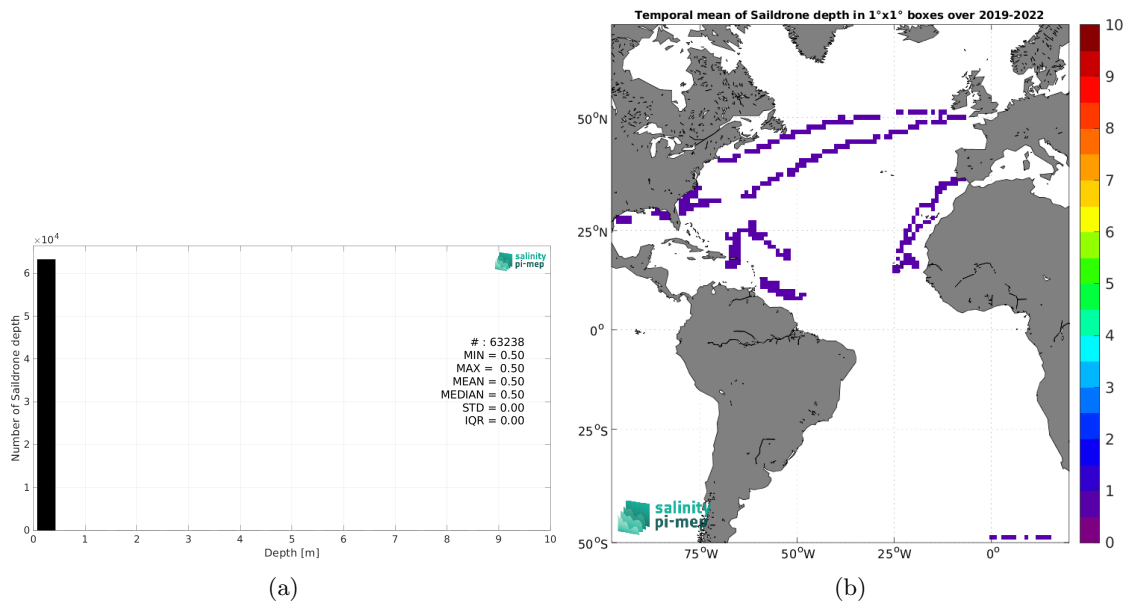 ×10⁴
6
5
4
3
2
1
0
Number of Saildrone depth
salinity
pi-mep
# : 63238
MIN = 0.50
MAX = 0.50
MEAN = 0.50
MEDIAN = 0.50
STD = 0.00
IQR = 0.00
0 1 2 3 4 5 6 7 8 9 10
Depth [m]
(a)
Temporal mean of Saildrone depth in 1°x1° boxes over 2019-2022
50°N
25°N
0°
25°S
50°S
75°W 50°W 25°W 0°
salinity
pi-mep
10
9
8
7
6
5
4
3
2
1
0
(b)